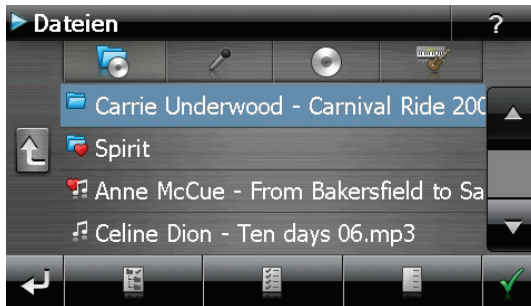 Dateien ?
Carrie Underwood - Carnival Ride 200
Spirit
Anne McCue - From Bakersfield to Sa
Celine Dion - Ten days 06.mp3